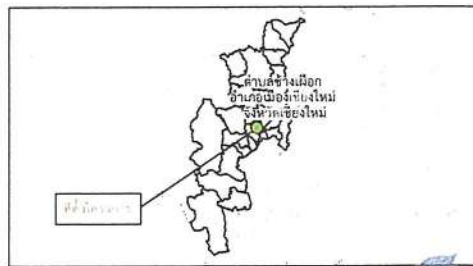 ตำบลช้างเผือก
อำเภอเมืองเชียงใหม่
จังหวัดเชียงใหม่
ที่ตั้งโครงการ